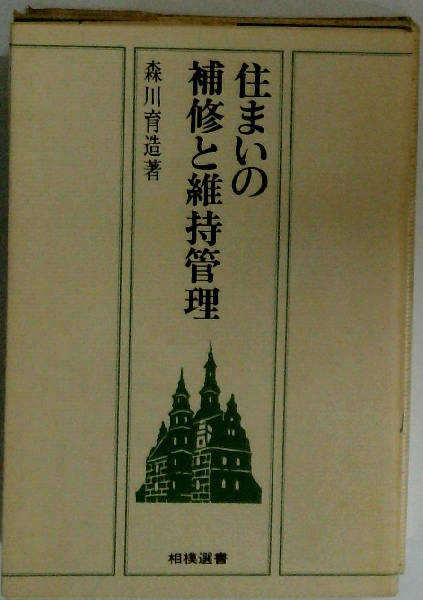 住まいの
補修と維持管理
森川育造著
相模選書